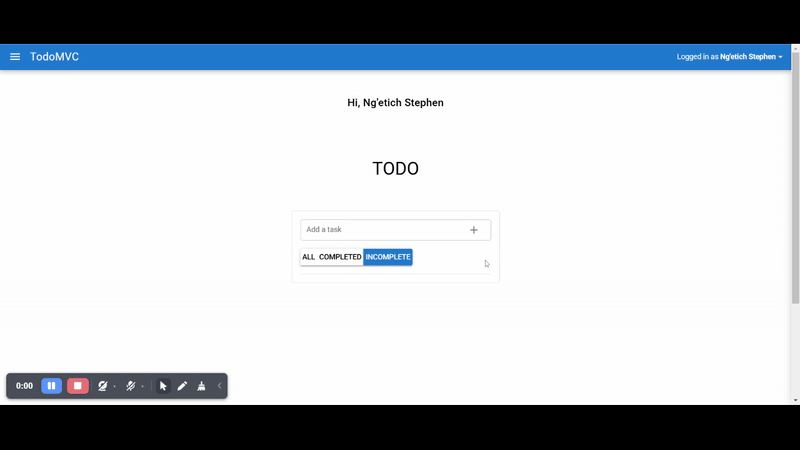 TodoMVC
Logged in as Ng'etich Stephen
Hi, Ng'etich Stephen
TODO
Add a task
ALL COMPLETED INCOMPLETE
0:00